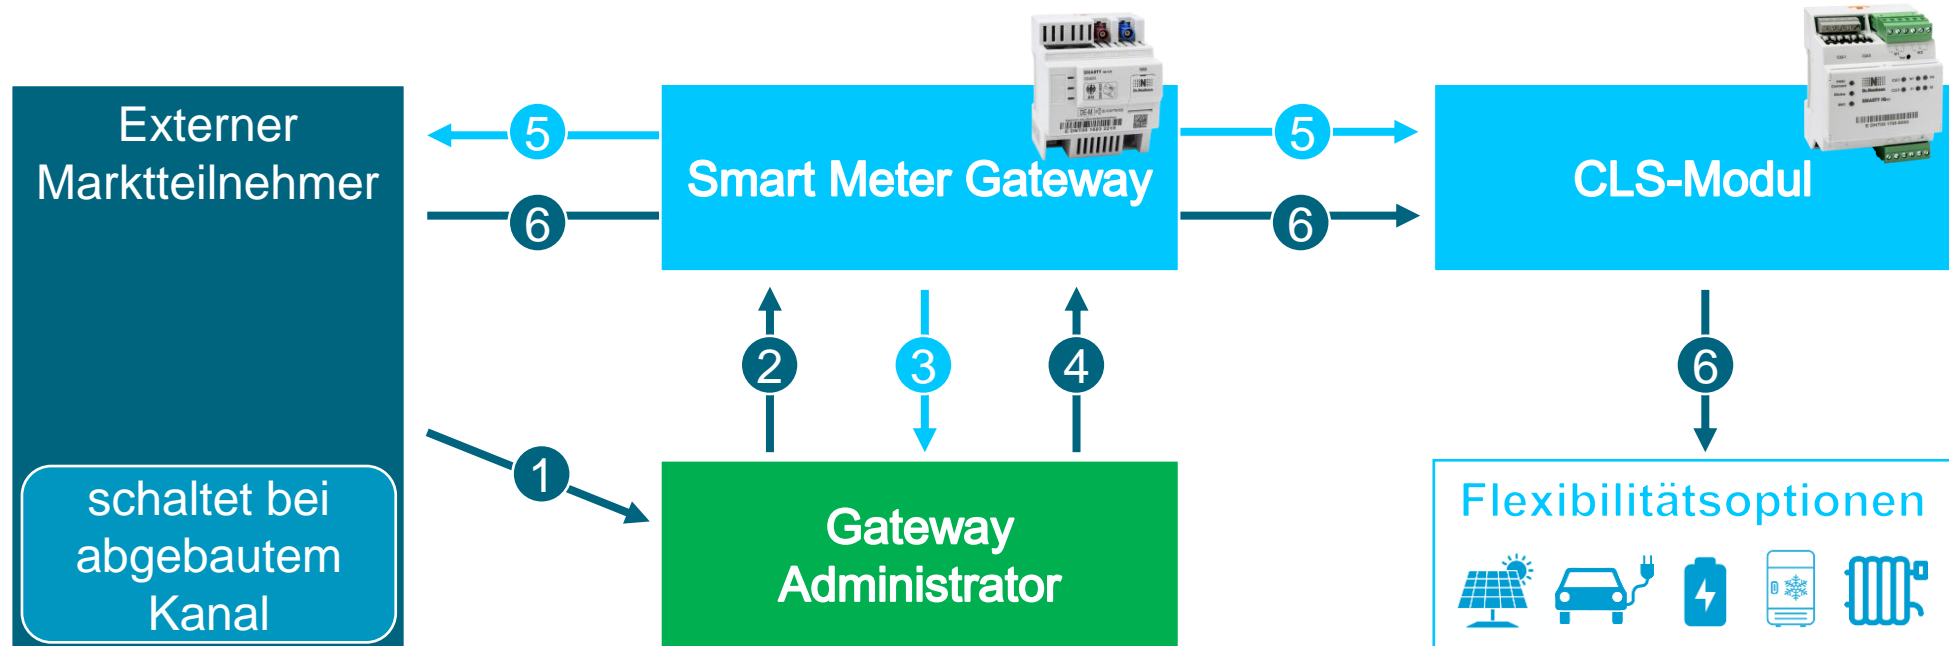 Externer
Marktteilnehmer
schaltet bei
abgebautem
Kanal
5
6
1
Smart Meter Gateway
2
3
4
Gateway
Administrator
5
6
CLS-Modul
6
Flexibilitätsoptionen